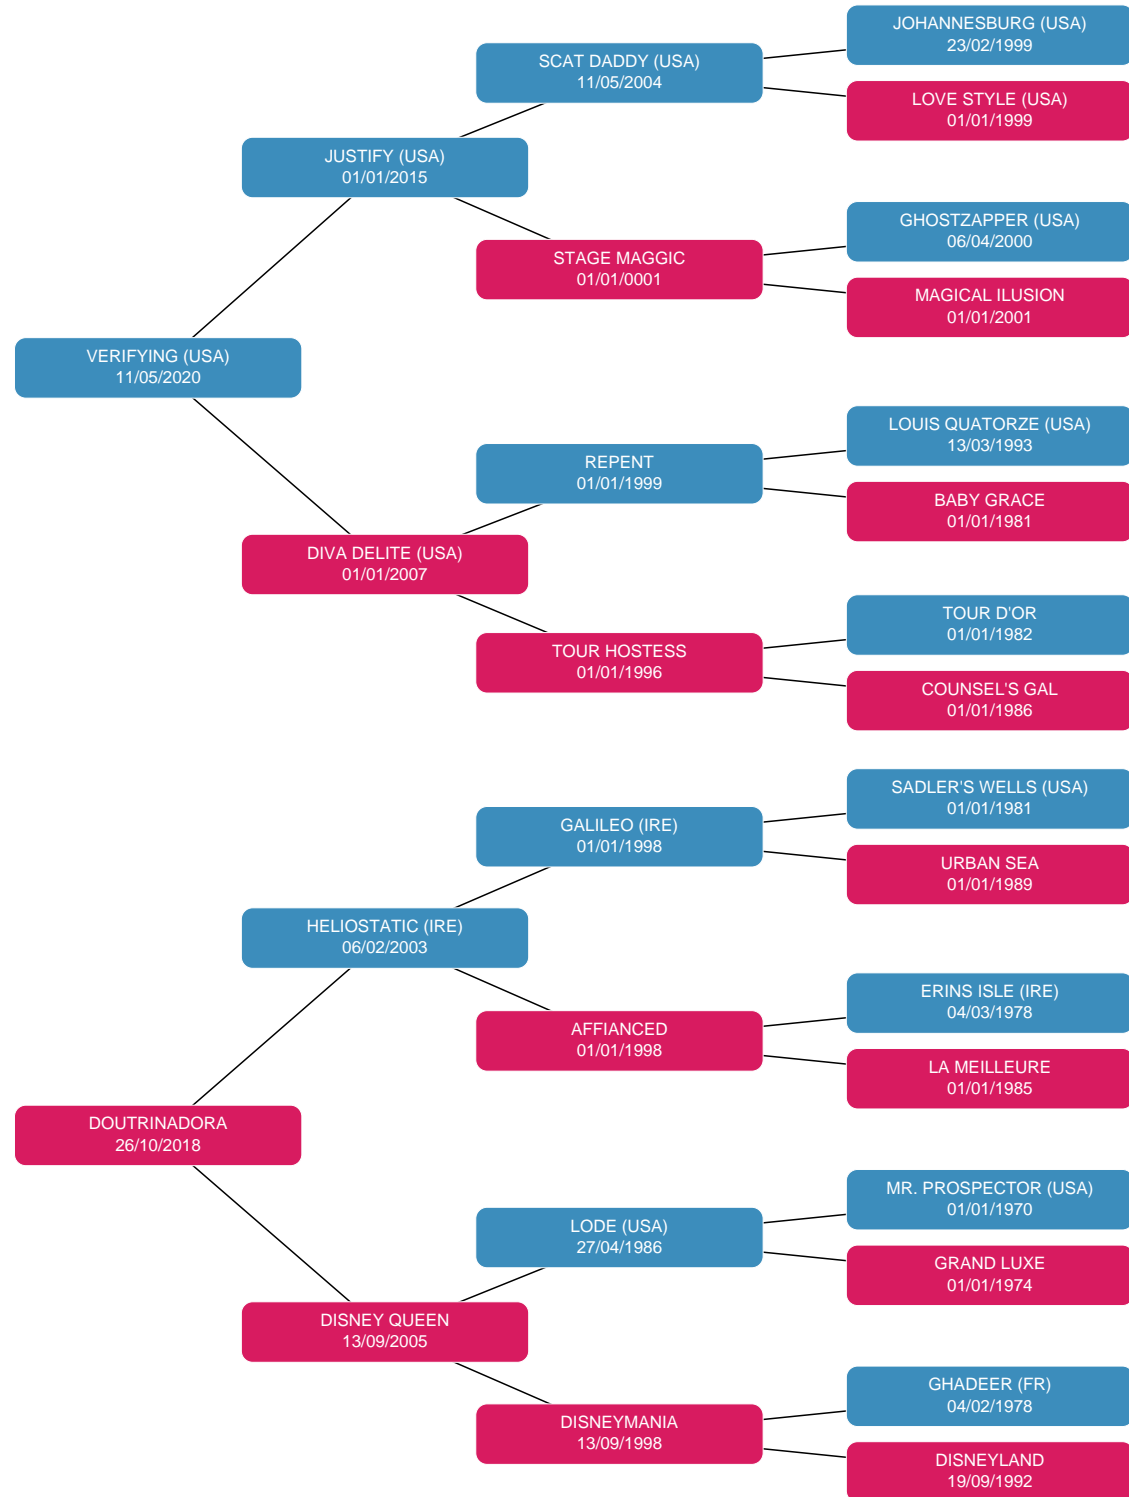 JOHANNESBURG (USA)
23/02/1999
SCAT DADDY (USA)
11/05/2004
LOVE STYLE (USA)
01/01/1999
JUSTIFY (USA)
01/01/2015
GHOSTZAPPER (USA)
06/04/2000
STAGE MAGGIC
01/01/0001
MAGICAL ILUSION
01/01/2001
VERIFYING (USA)
11/05/2020
LOUIS QUATORZE (USA)
13/03/1993
REPENT
01/01/1999
BABY GRACE
01/01/1981
DIVA DELITE (USA)
01/01/2007
TOUR D'OR
01/01/1982
TOUR HOSTESS
01/01/1996
COUNSEL'S GAL
01/01/1986
SADLER'S WELLS (USA)
01/01/1981
GALILEO (IRE)
01/01/1998
URBAN SEA
01/01/1989
HELIOSTATIC (IRE)
06/02/2003
ERINS ISLE (IRE)
04/03/1978
AFFIANCED
01/01/1998
LA MEILLEURE
01/01/1985
DOUTRINADORA
26/10/2018
MR. PROSPECTOR (USA)
01/01/1970
LODE (USA)
27/04/1986
GRAND LUXE
01/01/1974
DISNEY QUEEN
13/09/2005
GHADEER (FR)
04/02/1978
DISNEYMANIA
13/09/1998
DISNEYLAND
19/09/1992